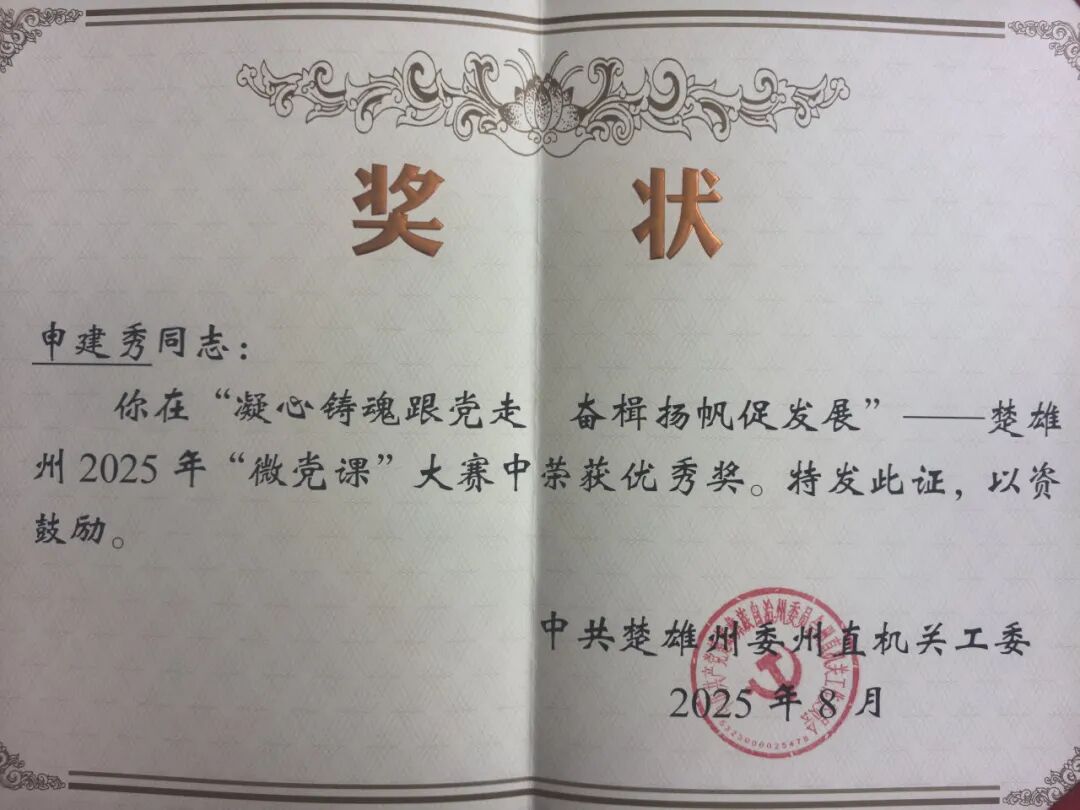 奖 状
申建秀同志：
你在“凝心铸魂跟党走 奋楫扬帆促发展”——楚雄
州2025年“微党课”大赛中荣获优秀奖。特发此证，以资
鼓励。
中共楚雄州委州直机关工委
2025年8月